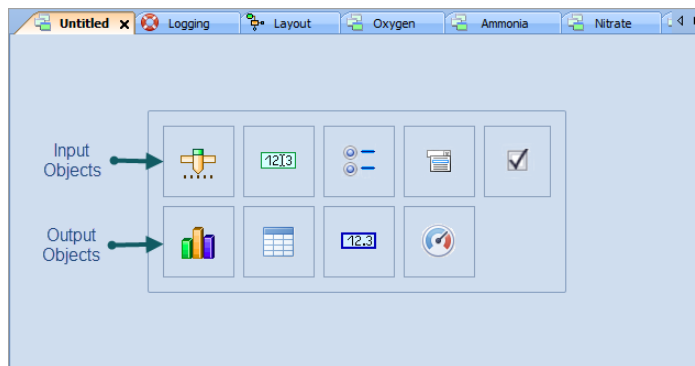 Untitled x Logging Layout Oxygen Ammonia Nitrate
Input
Objects
12I3
Output
Objects
12.3